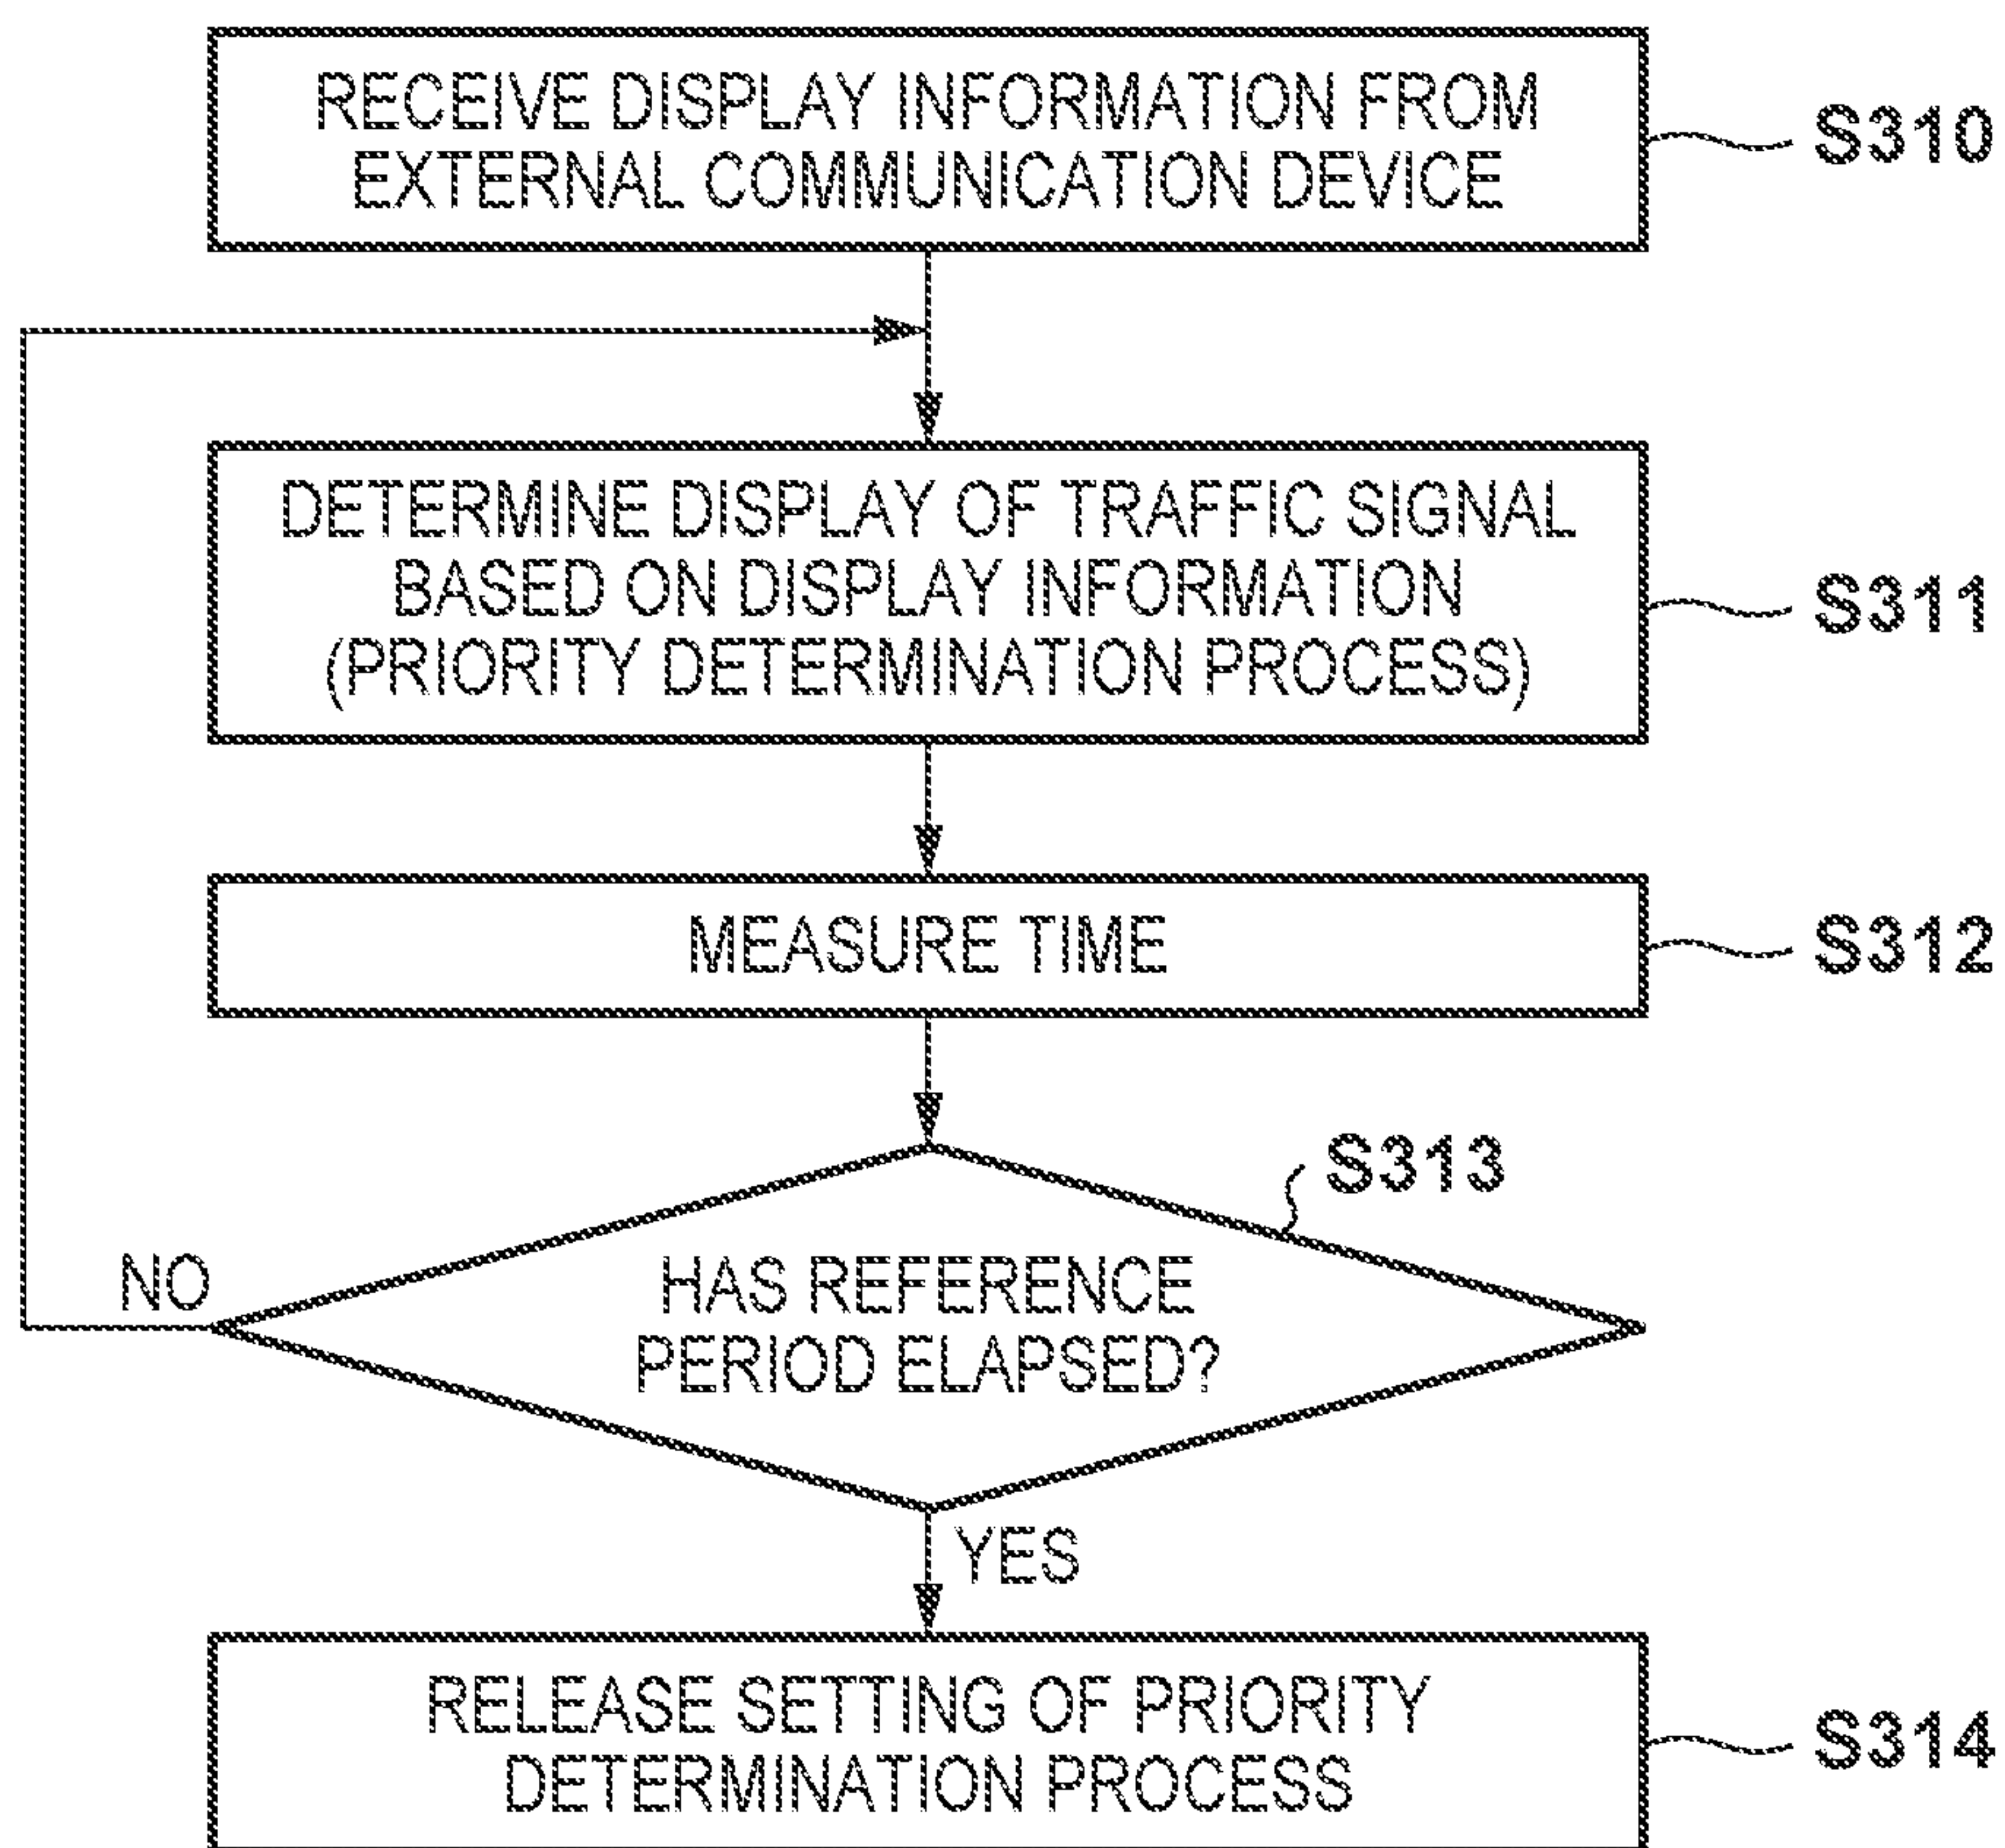 RECEIVE DISPLAY INFORMATION FROM
EXTERNAL COMMUNICATION DEVICE
S310
DETERMINE DISPLAY OF TRAFFIC SIGNAL
BASED ON DISPLAY INFORMATION
(PRIORITY DETERMINATION PROCESS)
S311
MEASURE TIME
S312
S313
HAS REFERENCE
PERIOD ELAPSED?
NO
YES
RELEASE SETTING OF PRIORITY
DETERMINATION PROCESS
S314